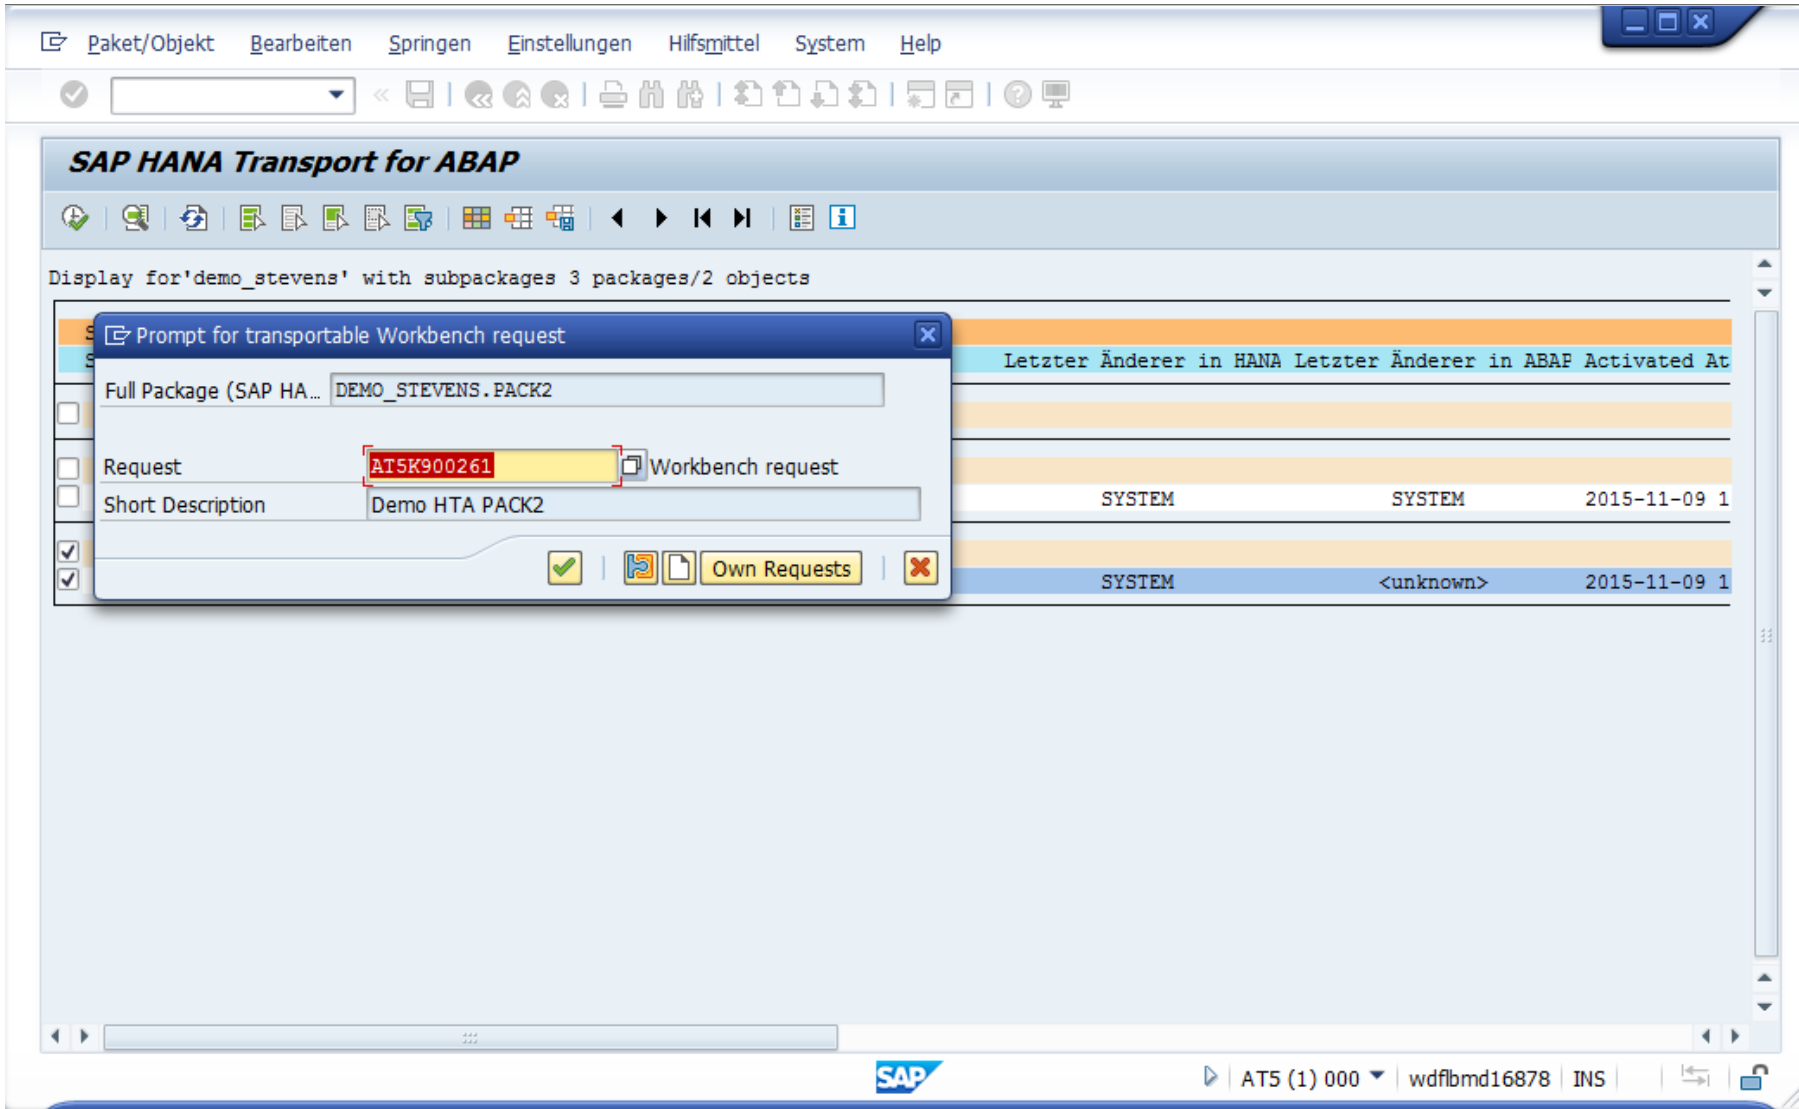 Paket/Objekt Bearbeiten Springen Einstellungen Hilfsmittel System Help
SAP HANA Transport for ABAP
Display for'demo_stevens' with subpackages 3 packages/2 objects
Prompt for transportable Workbench request
Letzter Änderer in HANA Letzter Änderer in ABAP Activated At
Full Package (SAP HA... DEMO_STEVENS.PACK2
Request AT5K900261 Workbench request
SYSTEM SYSTEM 2015-11-09 1
Short Description Demo HTA PACK2
Own Requests
SYSTEM <unknown> 2015-11-09 1
SAP AT5 (1) 000 wdflbmd16878 INS